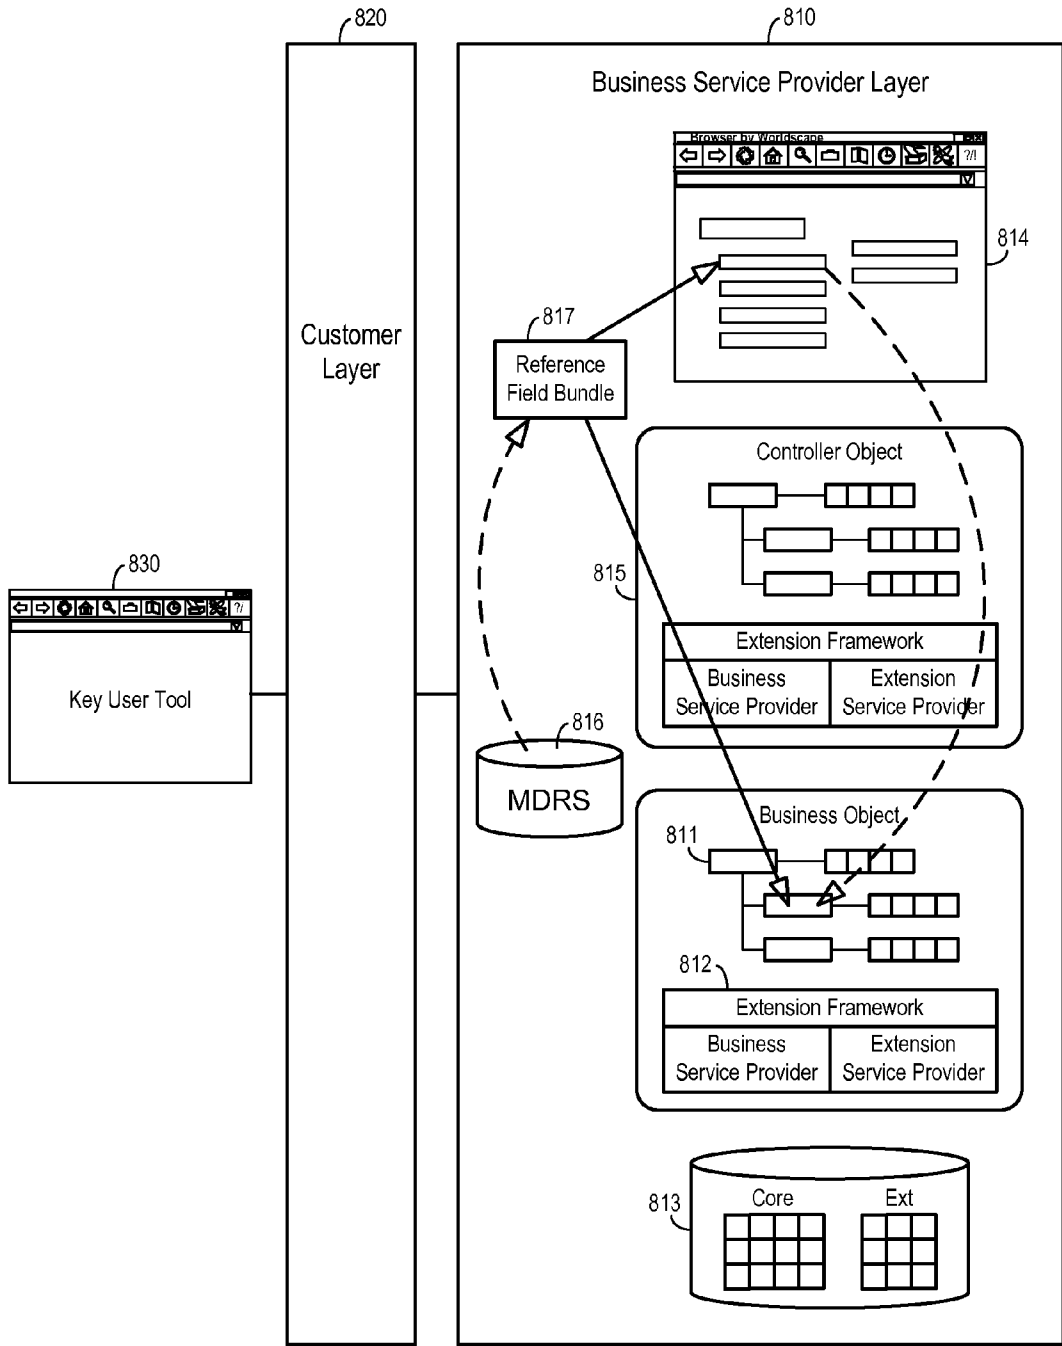 820
810
Business Service Provider Layer
Browser by Worldscape
?/!
814
817
Customer
Layer
Reference
Field Bundle
Controller Object
830
815
?/
Extension Framework
Business
Service Provider
Extension
Service Provider
Key User Tool
816
MDRS
Business Object
811
812
Extension Framework
Business
Service Provider
Extension
Service Provider
813
Core
Ext